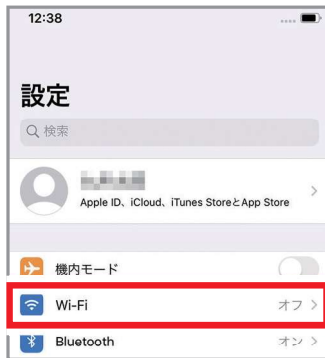 12:38
設定
検索
Apple ID、iCloud、iTunes StoreとApp Store
機内モード
Wi-Fi オフ
Bluetooth オン